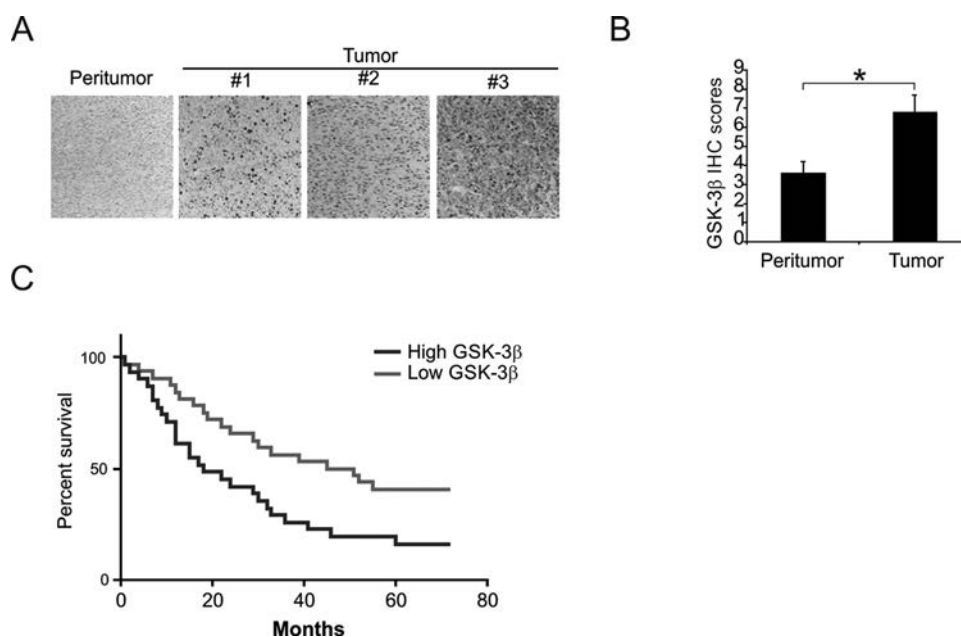 A
Tumor
Peritumor
#1
#2
#3
B
*
9
8
7
6
5
4
3
2
1
0
GSK-3β IHC scores
Peritumor
Tumor
C
High GSK-3β
Low GSK-3β
100
50
0
Percent survival
0
20
40
60
80
Months